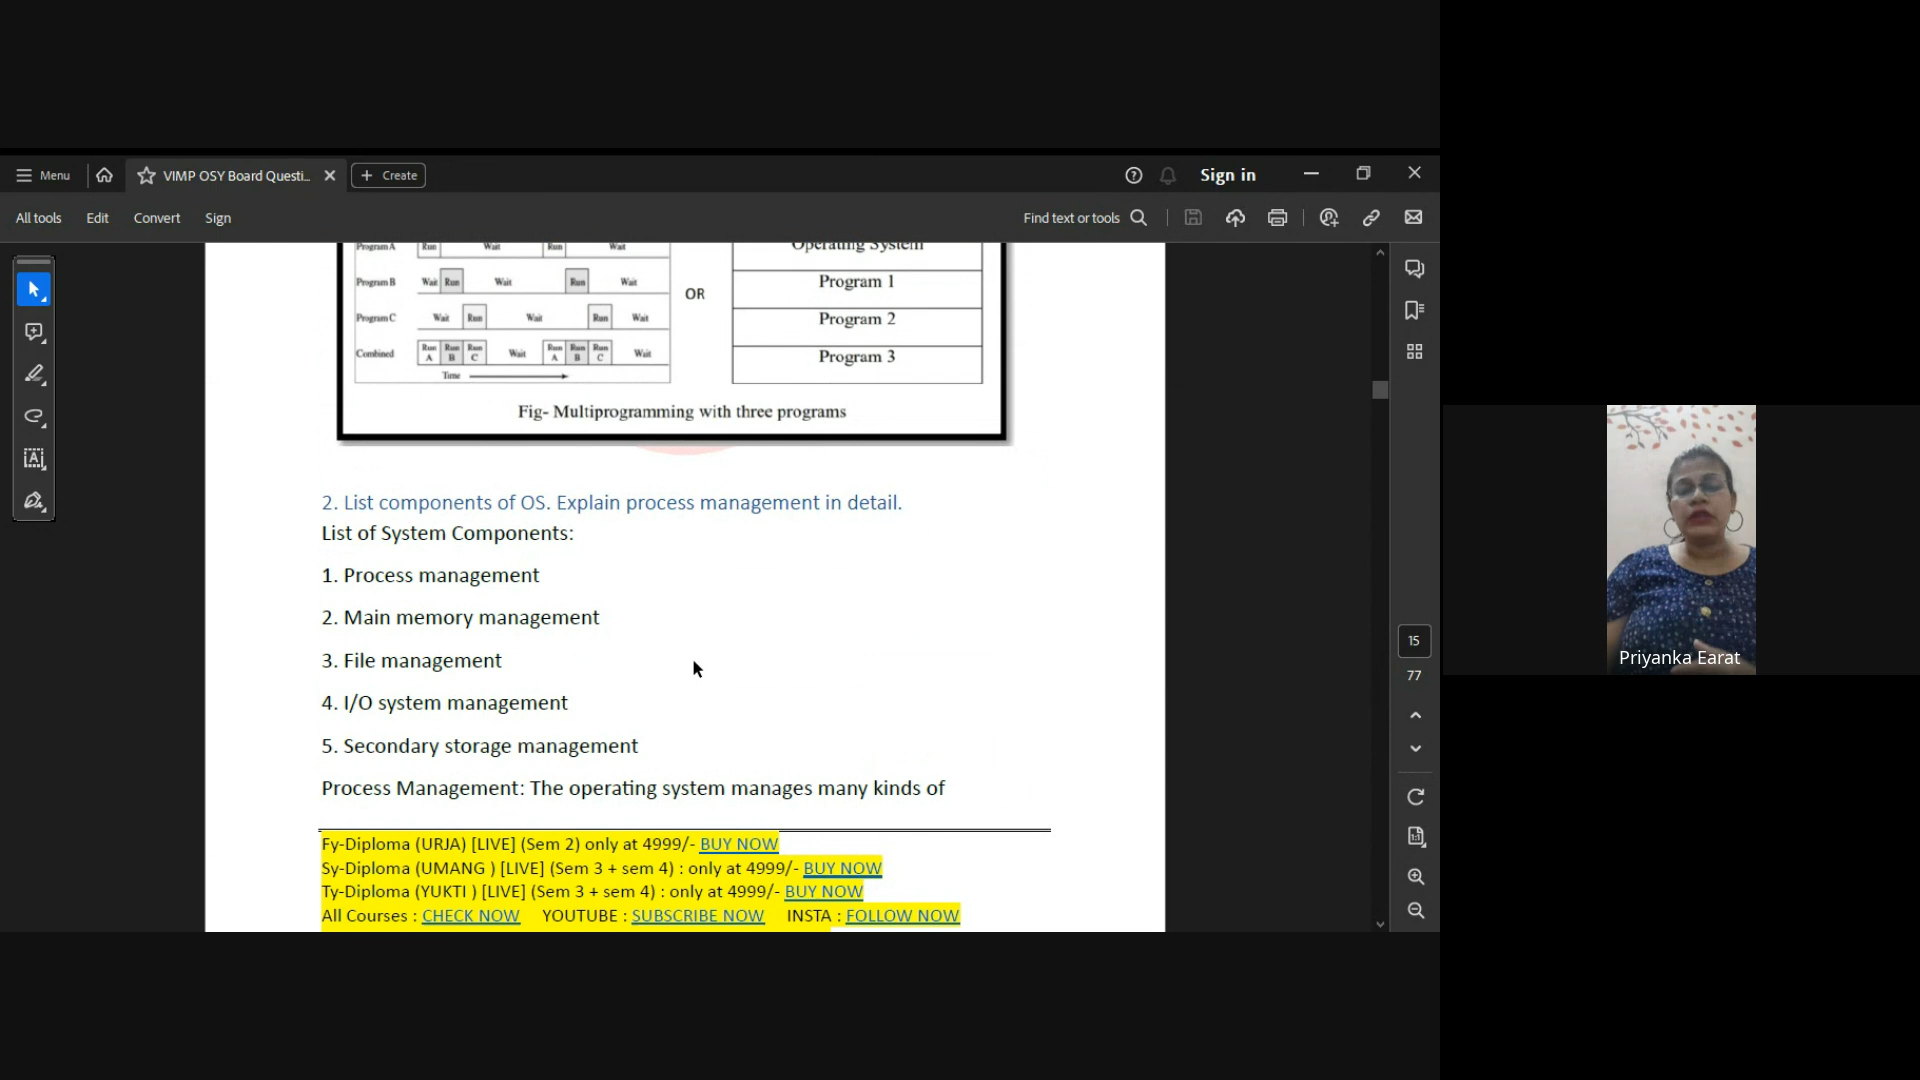 Menu
VIMP OSY Board Questi...
Create
Sign in
All tools
Edit
Convert
Sign
Find text or tools
Program A Run Wait Run Wait
Operating System
Program B Wait Run Wait Run Wait
OR
Program 1
Program C Wait Run Wait Run Wait
Program 2
Combined Run A Run B Run C Wait Run A Run B Run C Wait
Program 3
Time
Fig- Multiprogramming with three programs
2. List components of OS. Explain process management in detail.
List of System Components:
1. Process management
2. Main memory management
3. File management
4. I/O system management
5. Secondary storage management
Process Management: The operating system manages many kinds of
Fy-Diploma (URJA) [LIVE] (Sem 2) only at 4999/- BUY NOW
Sy-Diploma (UMANG ) [LIVE] (Sem 3 + sem 4) : only at 4999/- BUY NOW
Ty-Diploma (YUKTI ) [LIVE] (Sem 3 + sem 4) : only at 4999/- BUY NOW
All Courses : CHECK NOW YOUTUBE : SUBSCRIBE NOW INSTA : FOLLOW NOW
15
77
Priyanka Earat